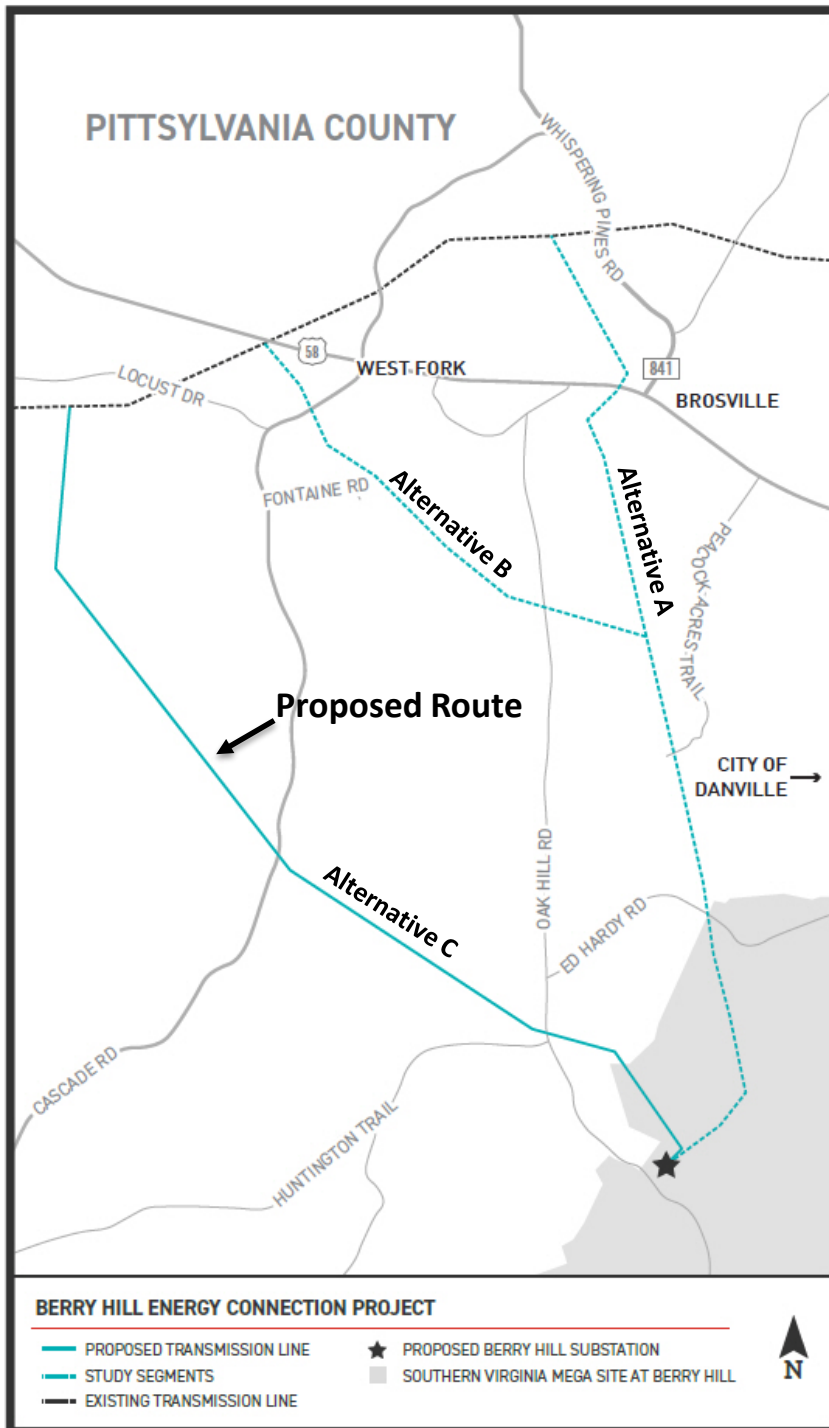 PITTSYLVANIA COUNTY
WHISPERING PINES RD
58
WEST FORK
841
LOCUST DR
BROSVILLE
FONTAINE RD
Alternative B
Alternative A
PEACOCK ACRES TRAIL
Proposed Route
CITY OF
DANVILLE
OAK HILL RD
Alternative C
ED HARDY RD
CASCADE RD
HUNTINGTON TRAIL
BERRY HILL ENERGY CONNECTION PROJECT
PROPOSED TRANSMISSION LINE
STUDY SEGMENTS
EXISTING TRANSMISSION LINE
PROPOSED BERRY HILL SUBSTATION
SOUTHERN VIRGINIA MEGA SITE AT BERRY HILL
N